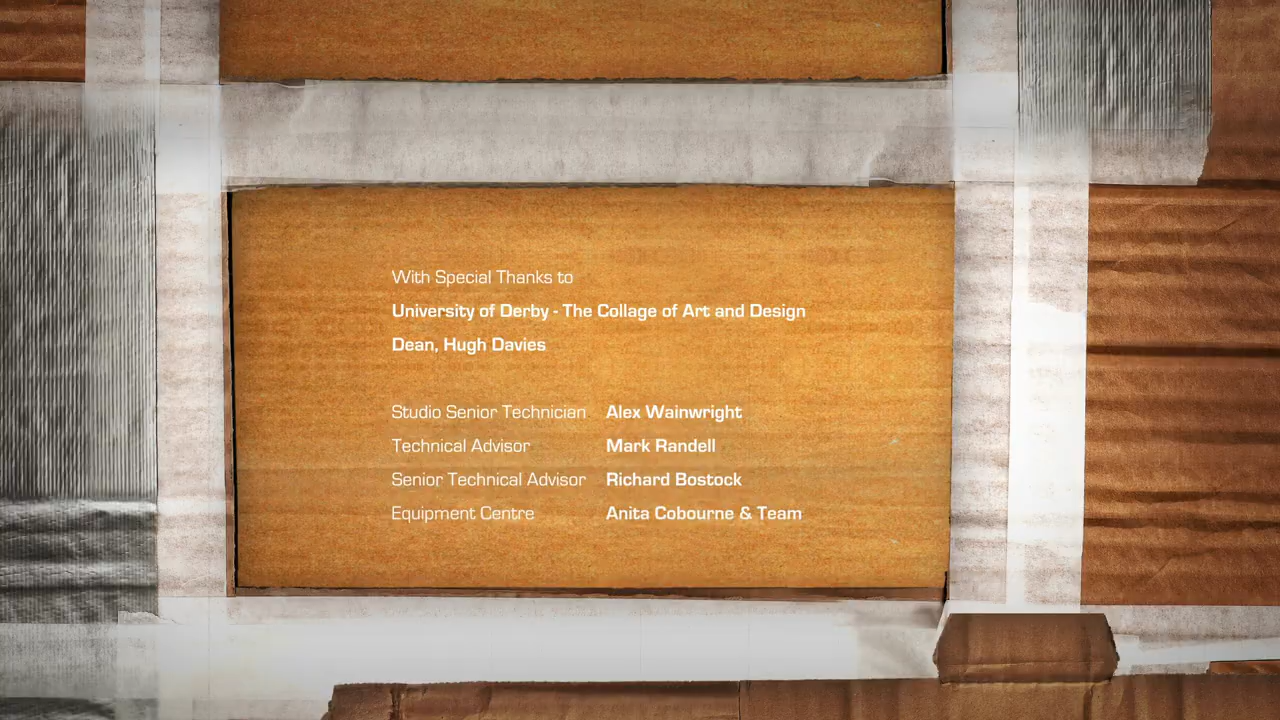 With Special Thanks to
University of Derby - The Collage of Art and Design
Dean, Hugh Davies
Studio Senior Technician Alex Wainwright
Technical Advisor Mark Randell
Senior Technical Advisor Richard Bostock
Equipment Centre Anita Cobourne & Team